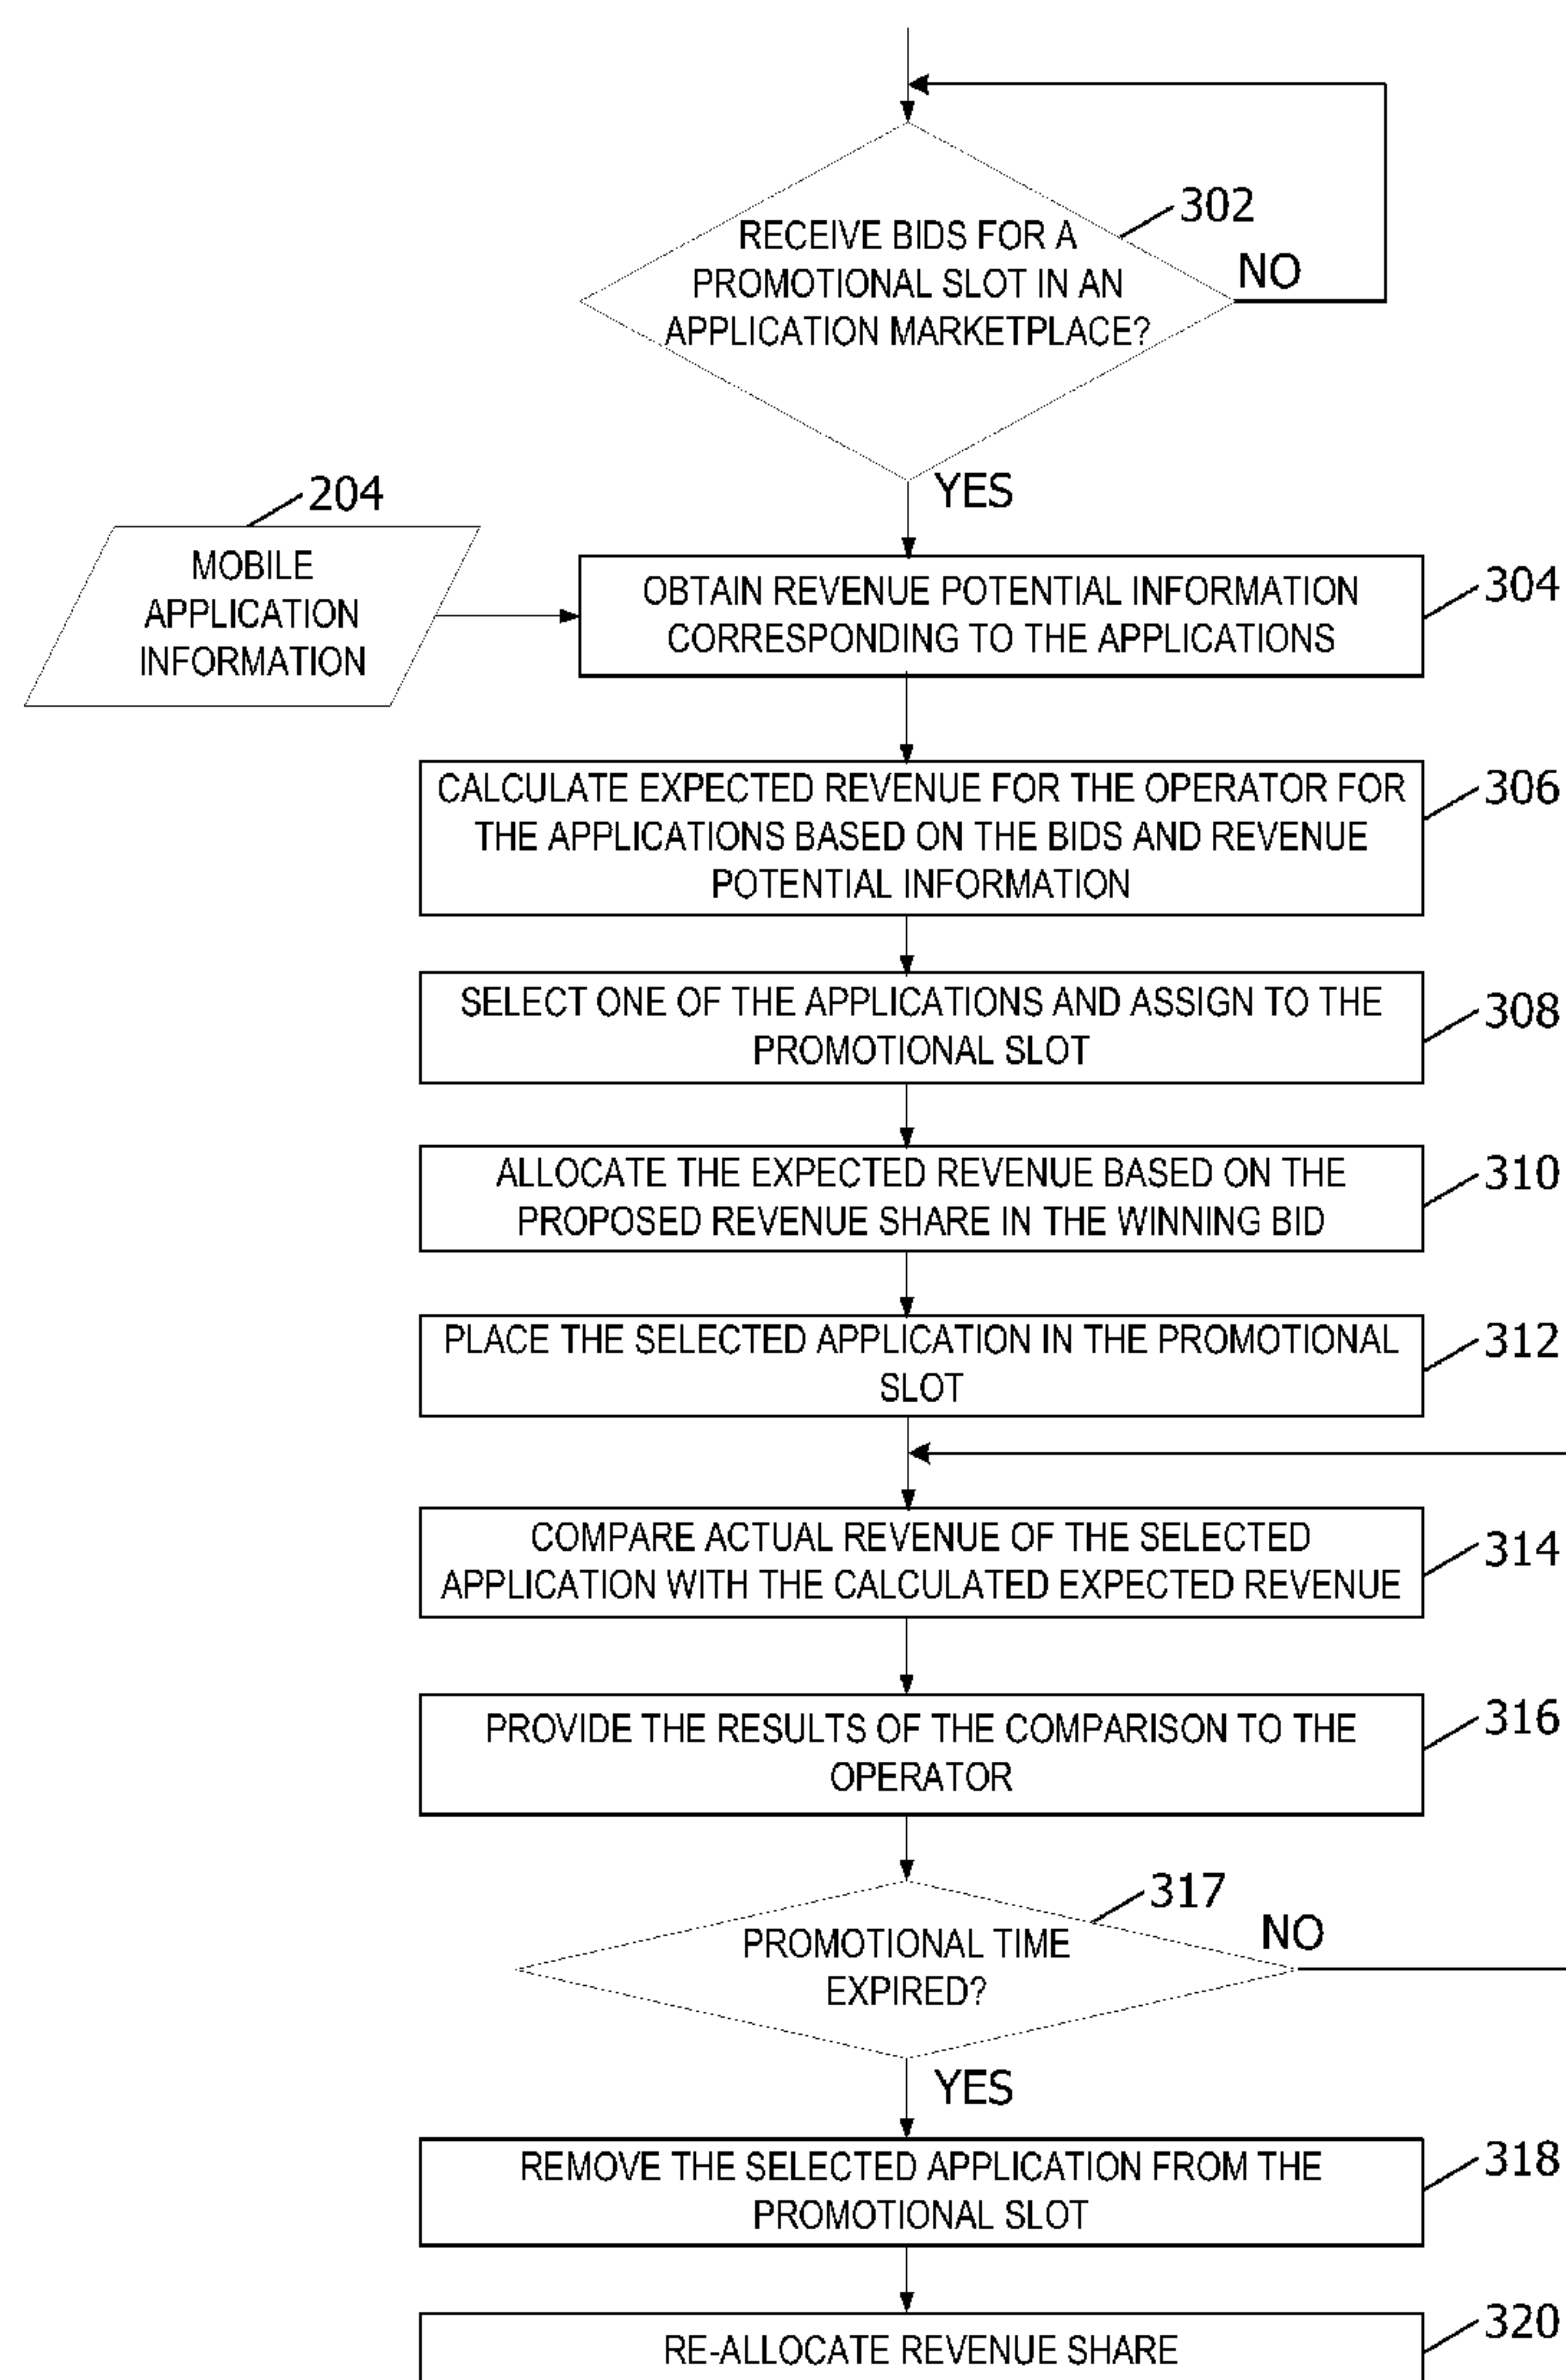 302
RECEIVE BIDS FOR A
PROMOTIONAL SLOT IN AN
APPLICATION MARKETPLACE?
NO
YES
204
MOBILE
APPLICATION
INFORMATION
OBTAIN REVENUE POTENTIAL INFORMATION
CORRESPONDING TO THE APPLICATIONS
304
CALCULATE EXPECTED REVENUE FOR THE OPERATOR FOR
THE APPLICATIONS BASED ON THE BIDS AND REVENUE
POTENTIAL INFORMATION
306
SELECT ONE OF THE APPLICATIONS AND ASSIGN TO THE
PROMOTIONAL SLOT
308
ALLOCATE THE EXPECTED REVENUE BASED ON THE
PROPOSED REVENUE SHARE IN THE WINNING BID
310
PLACE THE SELECTED APPLICATION IN THE PROMOTIONAL
SLOT
312
COMPARE ACTUAL REVENUE OF THE SELECTED
APPLICATION WITH THE CALCULATED EXPECTED REVENUE
314
PROVIDE THE RESULTS OF THE COMPARISON TO THE
OPERATOR
316
317
PROMOTIONAL TIME
EXPIRED?
NO
YES
REMOVE THE SELECTED APPLICATION FROM THE
PROMOTIONAL SLOT
318
RE-ALLOCATE REVENUE SHARE
320